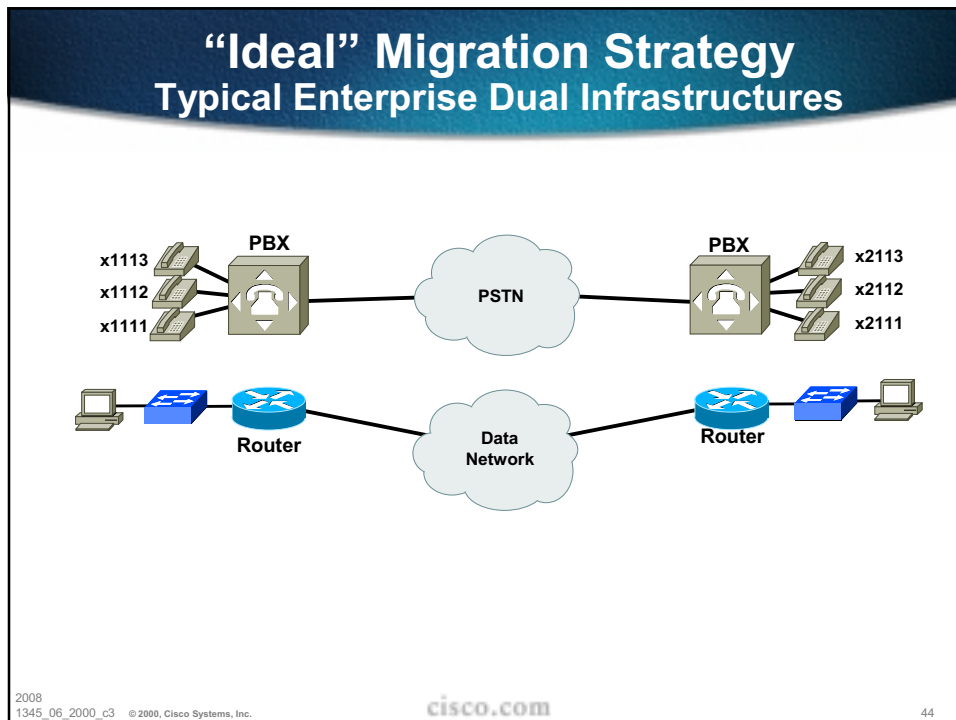 “Ideal” Migration Strategy
Typical Enterprise Dual Infrastructures
PBX
PBX
x1113
x1112
x1111
PSTN
x2113
x2112
x2111
Router
Data
Network
Router
2008
1345_06_2000_c3 © 2000, Cisco Systems, Inc.
cisco.com
44